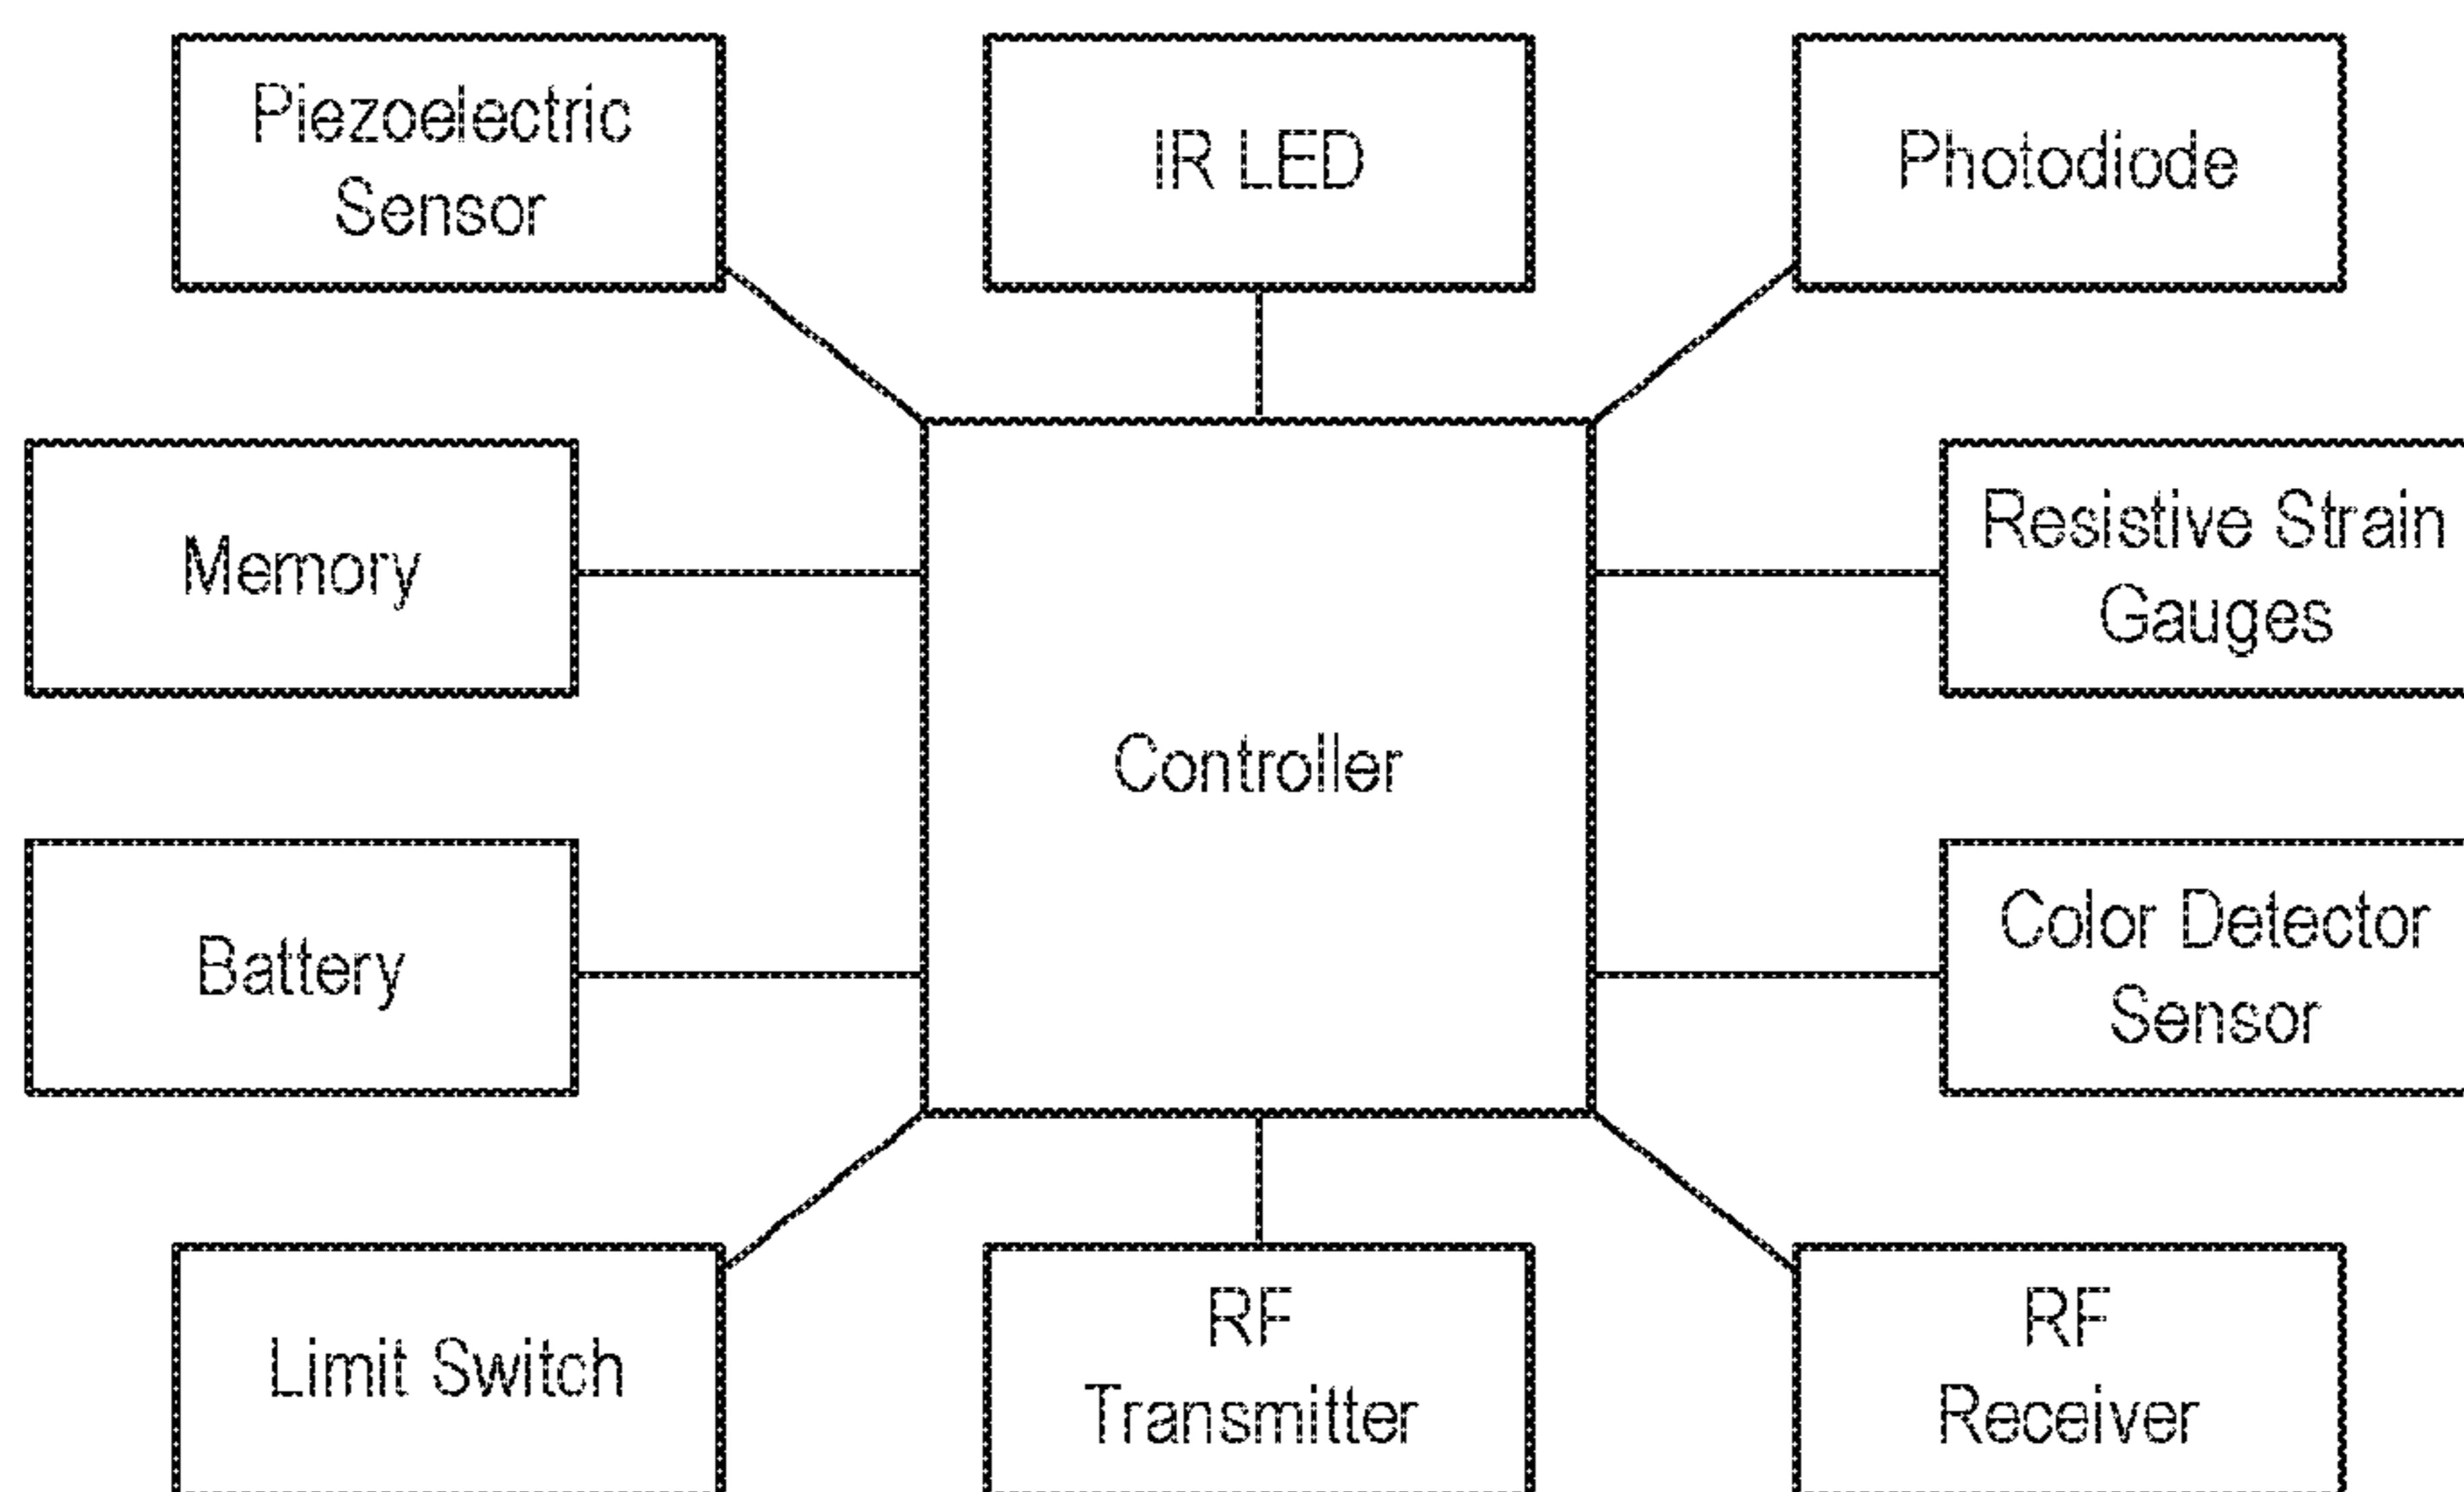 Piezoelectric
Sensor
IR LED
Photodiode
Memory
Resistive Strain
Gauges
Controller
Battery
Color Detector
Sensor
Limit Switch
RF
Transmitter
RF
Receiver